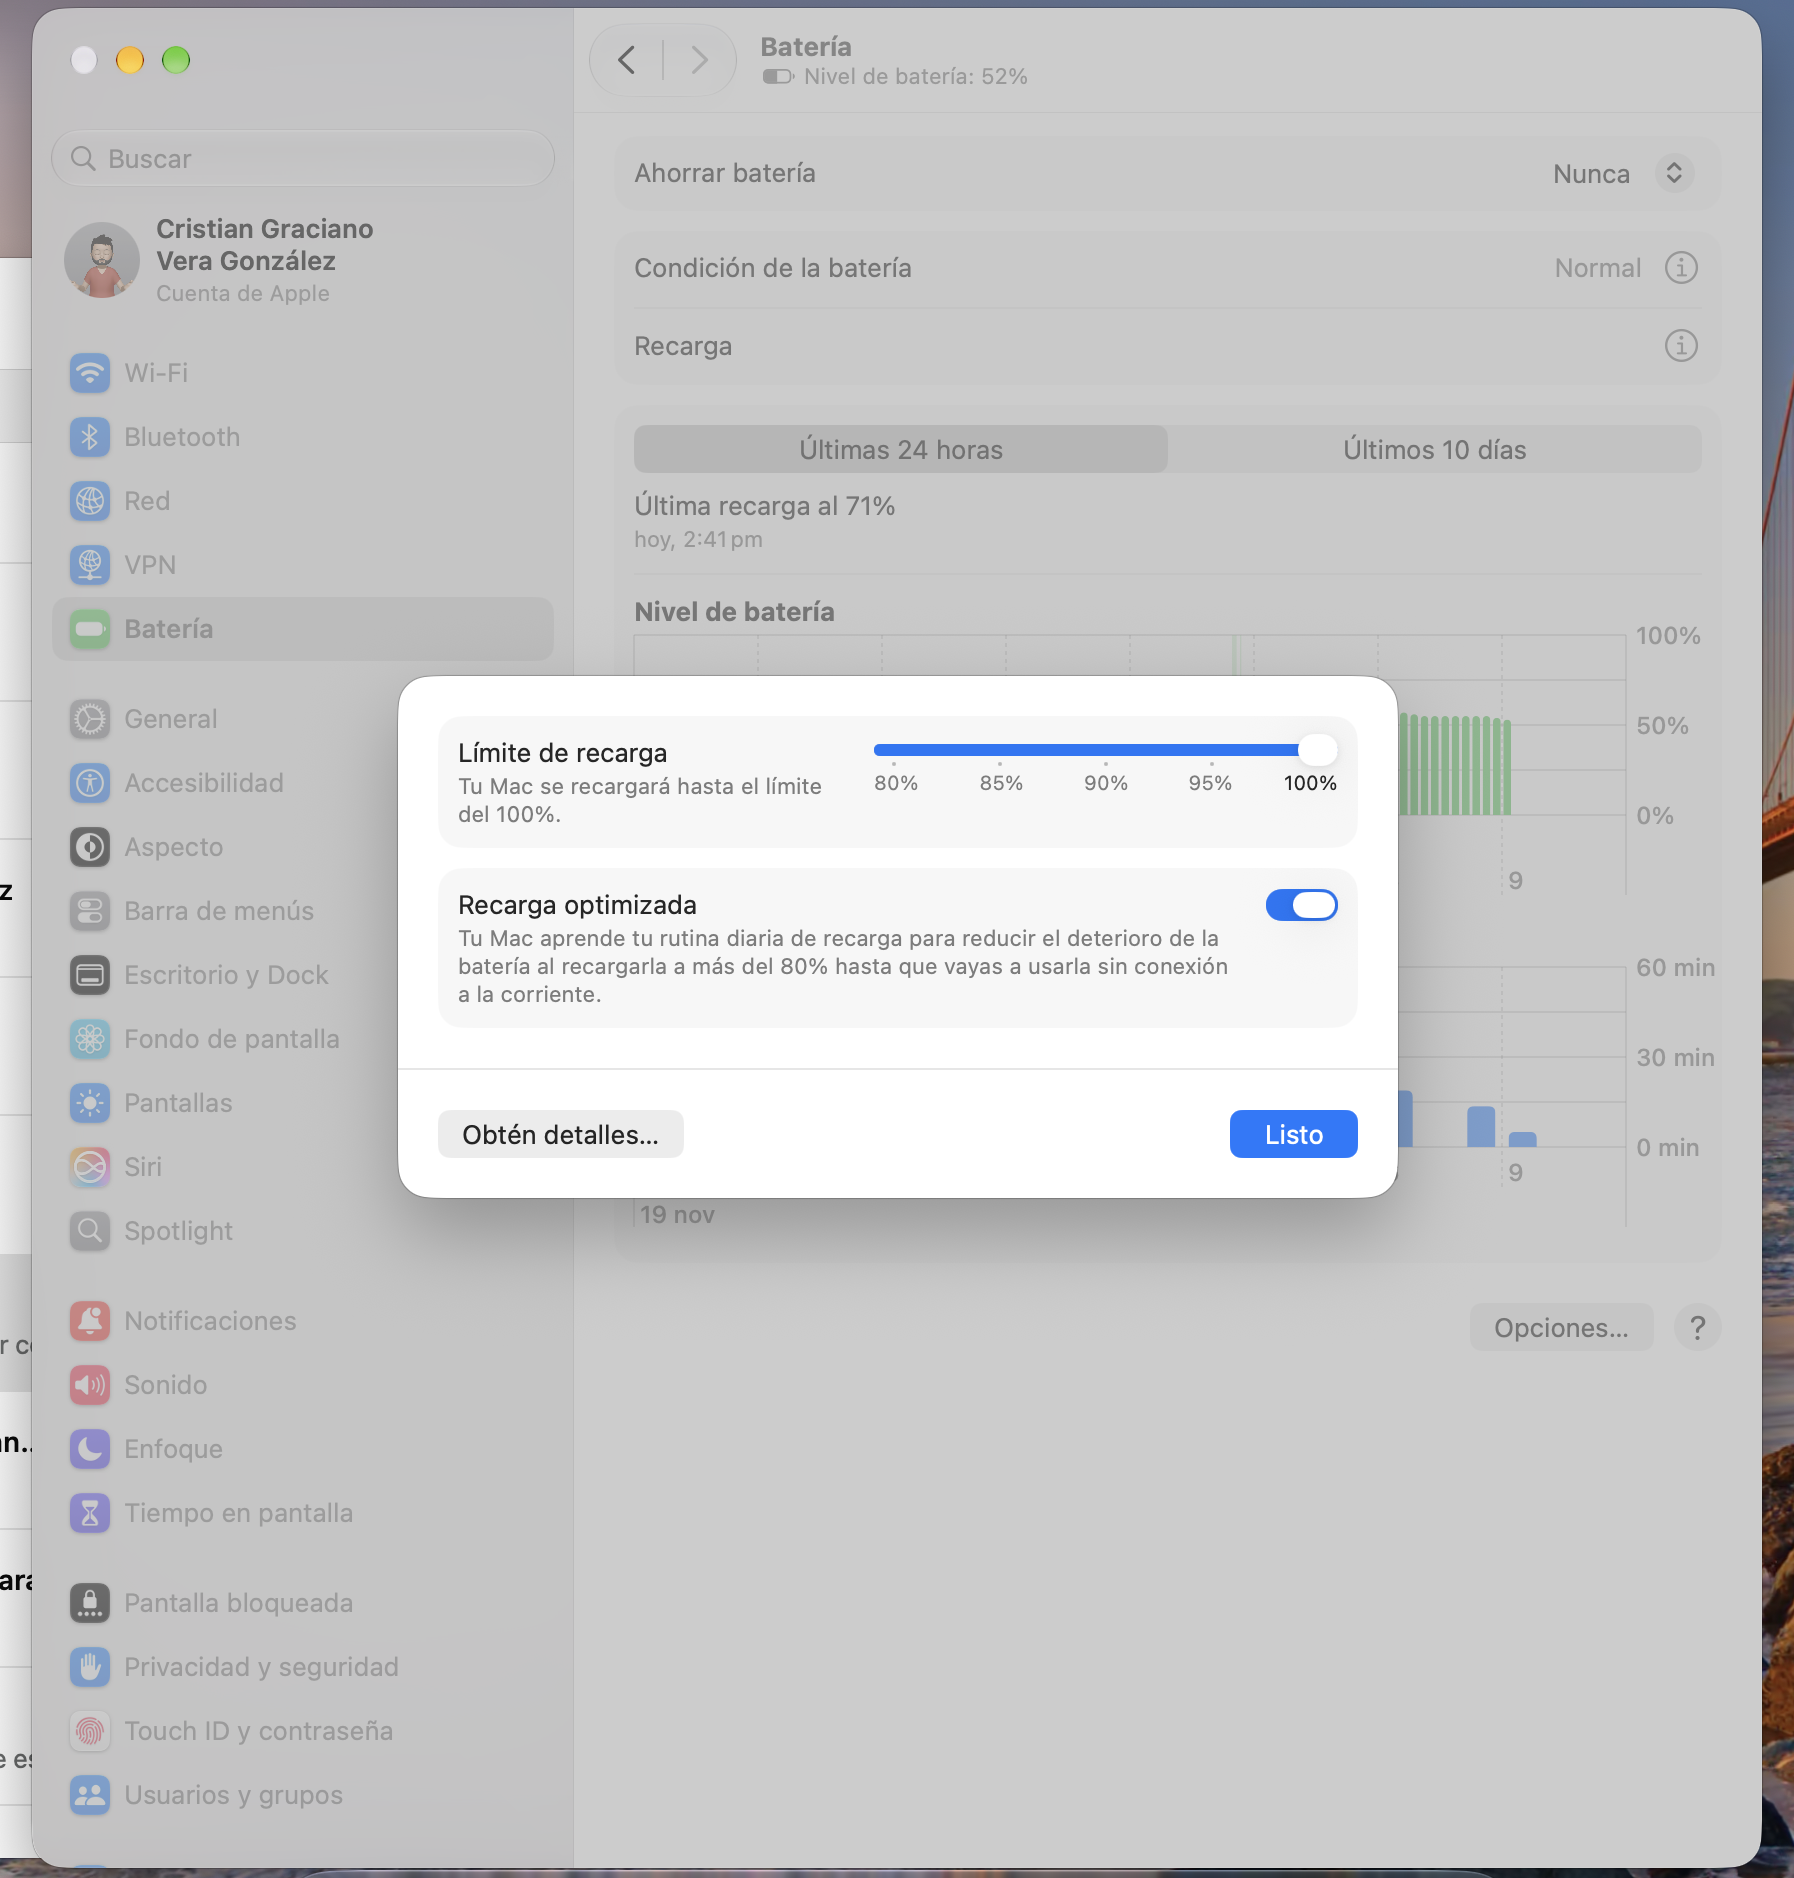 Batería
Nivel de batería: 52%
Buscar
Cristian Graciano
Vera González
Cuenta de Apple
Wi-Fi
Bluetooth
Red
VPN
Batería
General
Accesibilidad
Aspecto
Barra de menús
Escritorio y Dock
Fondo de pantalla
Pantallas
Siri
Spotlight
Notificaciones
Sonido
Enfoque
Tiempo en pantalla
Pantalla bloqueada
Privacidad y seguridad
Touch ID y contraseña
Usuarios y grupos
Ahorrar batería
Nunca
Condición de la batería
Normal
Recarga
Últimas 24 horas
Últimos 10 días
Última recarga al 71%
hoy, 2:41 pm
Nivel de batería
100%
50%
0%
9
60 min
30 min
0 min
9
19 nov
Opciones...
?
Límite de recarga
Tu Mac se recargará hasta el límite
del 100%.
80%
85%
90%
95%
100%
Recarga optimizada
Tu Mac aprende tu rutina diaria de recarga para reducir el deterioro de la
batería al recargarla a más del 80% hasta que vayas a usarla sin conexión
a la corriente.
Obtén detalles...
Listo